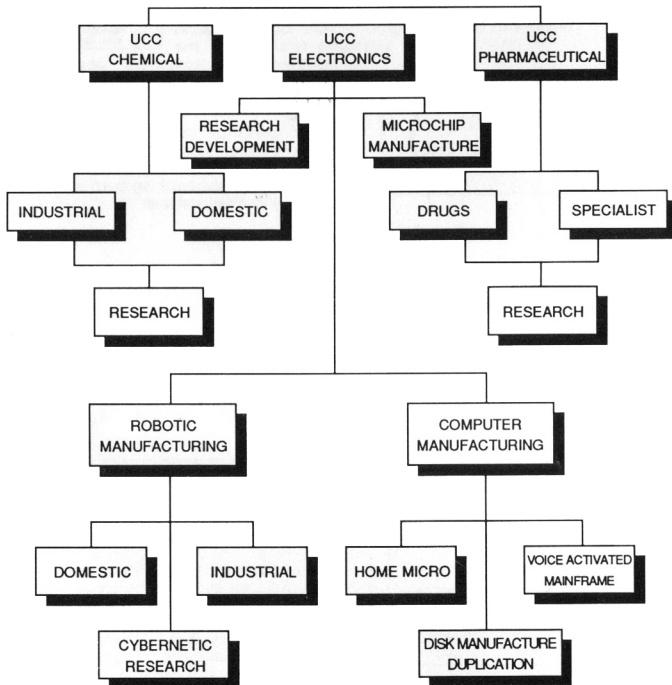 UCC
CHEMICAL
UCC
ELECTRONICS
UCC
PHARMACEUTICAL
RESEARCH
DEVELOPMENT
MICROCHIP
MANUFACTURE
INDUSTRIAL
DOMESTIC
DRUGS
SPECIALIST
RESEARCH
RESEARCH
ROBOTIC
MANUFACTURING
COMPUTER
MANUFACTURING
DOMESTIC
INDUSTRIAL
HOME MICRO
VOICE ACTIVATED
MAINFRAME
CYBERNETIC
RESEARCH
DISK MANUFACTURE
DUPLICATION